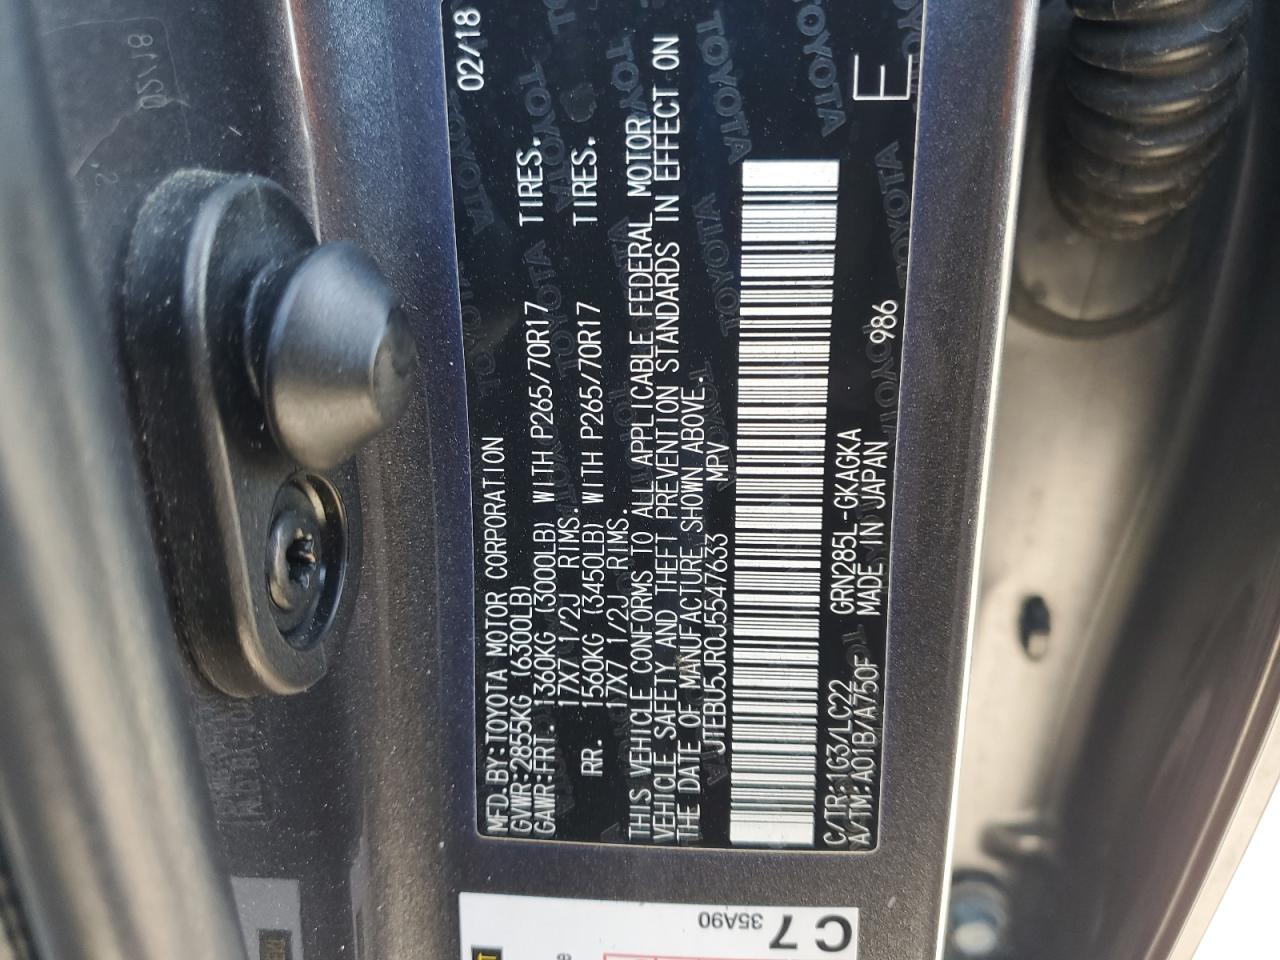 MFD.BY:TOYOTA MOTOR CORPORATION 02/18
GVWR:2855KG (6300LB)
GAWR:FRT. 1360KG (3000LB) WITH P265/70R17 TIRES.
17X7 1/2J RIMS.
RR. 1560KG (3450LB) WITH P265/70R17 TIRES.
17X7 1/2J RIMS.
THIS VEHICLE CONFORMS TO ALL APPLICABLE FEDERAL MOTOR
VEHICLE SAFETY AND THEFT PREVENTION STANDARDS IN EFFECT ON
THE DATE OF MANUFACTURE SHOWN ABOVE.
JTEBU5JR0J5547633 MPV
C/TR:1G3/LC22 GRN285L-GKAGKA 986
A/TM:A01B/A750F MADE IN JAPAN E
C7
35A90
02/18